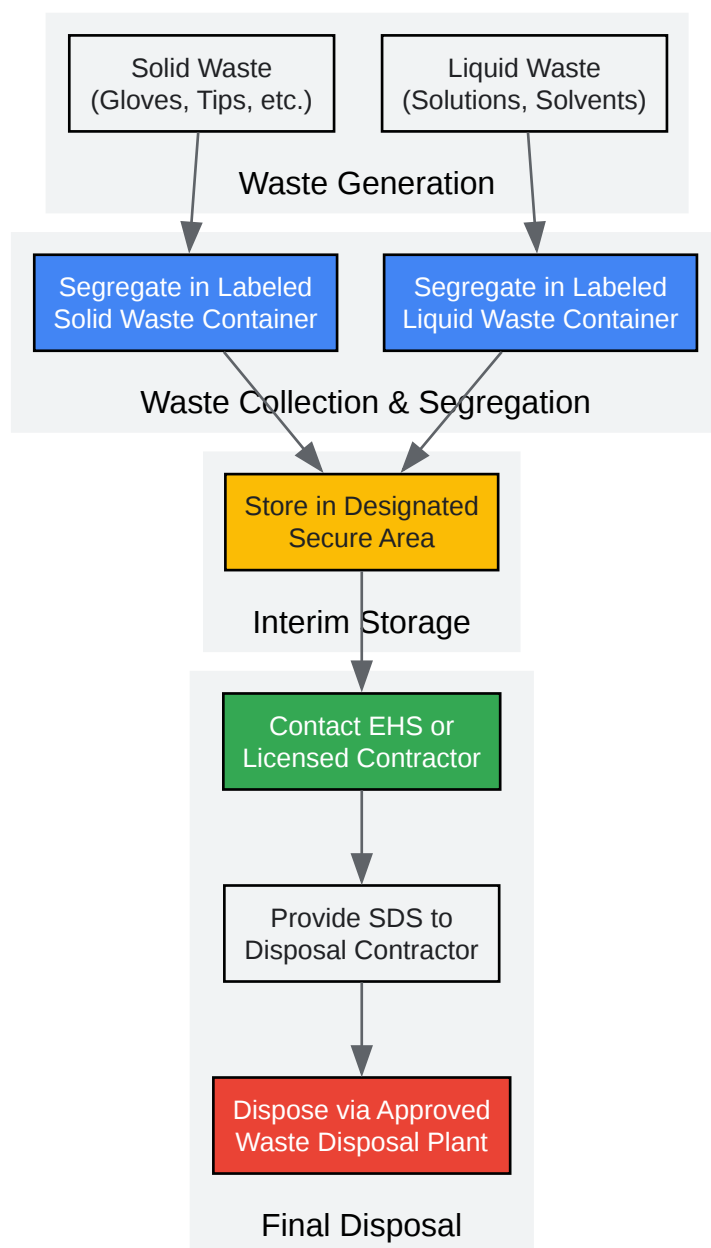 Solid Waste
(Gloves, Tips, etc.)
Liquid Waste
(Solutions, Solvents)
Waste Generation
Segregate in Labeled
Solid Waste Container
Segregate in Labeled
Liquid Waste Container
Waste Collection & Segregation
Store in Designated
Secure Area
Interim Storage
Contact EHS or
Licensed Contractor
Provide SDS to
Disposal Contractor
Dispose via Approved
Waste Disposal Plant
Final Disposal